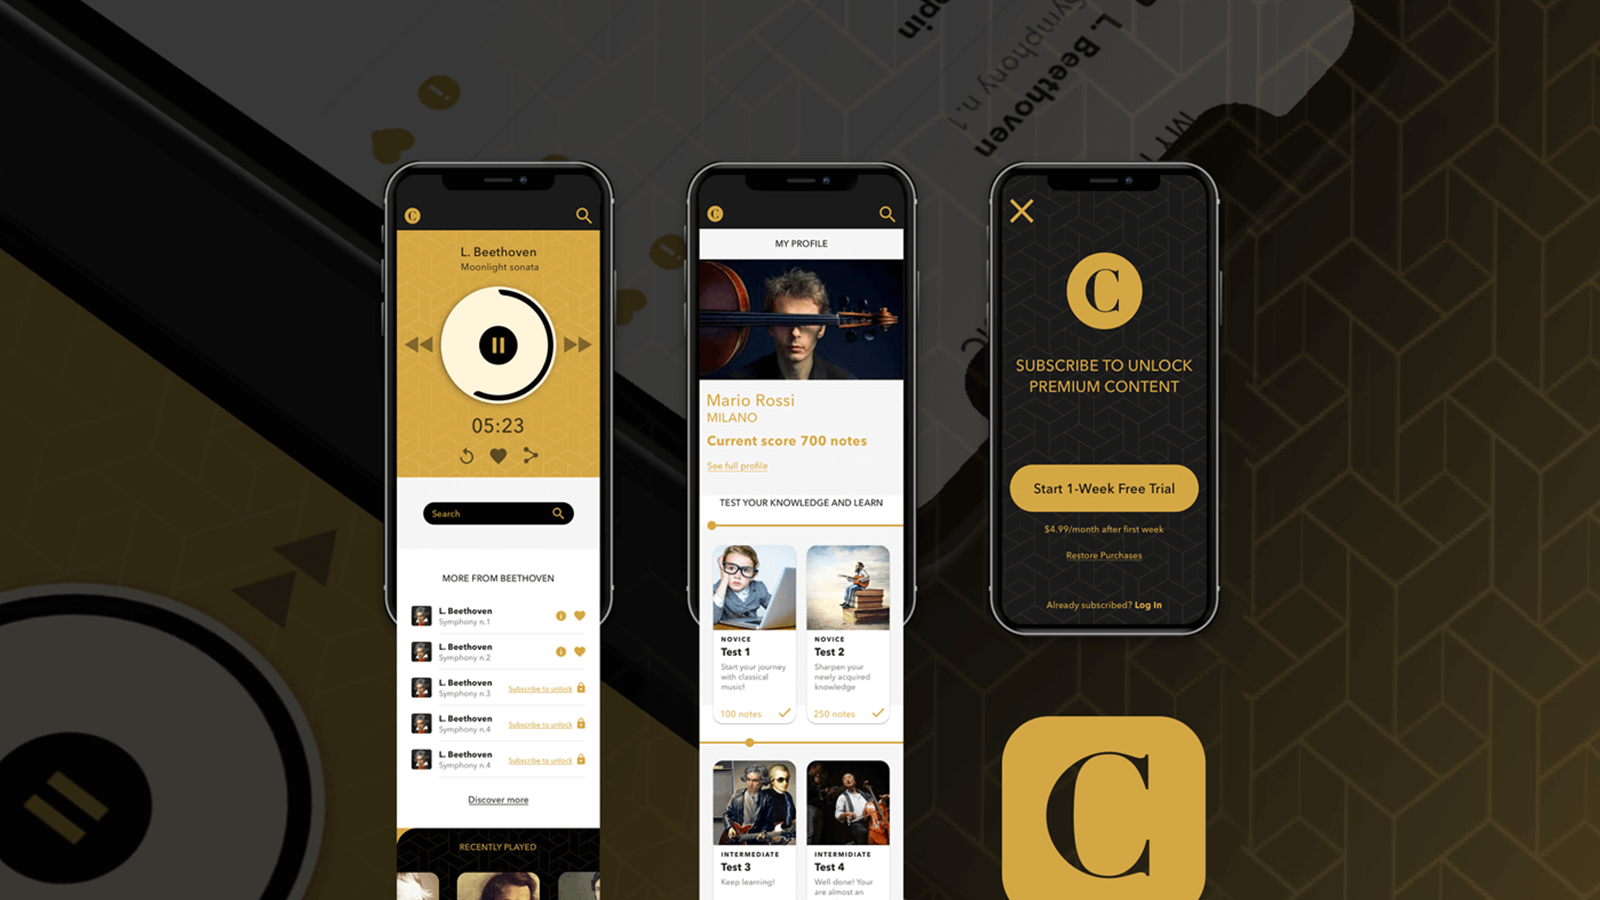 pin
L. Beethoven
Symphony n.1
MY
C
L. Beethoven
Moonlight sonata
05:23
Search
MORE FROM BEETHOVEN
L. Beethoven
Symphony n.1
L. Beethoven
Symphony n.2
L. Beethoven
Symphony n.3
Subscribe to unlock
L. Beethoven
Symphony n.4
Subscribe to unlock
L. Beethoven
Symphony n.4
Subscribe to unlock
Discover more
RECENTLY PLAYED
C
MY PROFILE
Mario Rossi
MILANO
Current score 700 notes
See full profile
TEST YOUR KNOWLEDGE AND LEARN
NOVICE
Test 1
Start your journey
with classical
music!
100 notes
NOVICE
Test 2
Sharpen your
newly acquired
knowledge
250 notes
INTERMEDIATE
Test 3
Keep learning!
INTERMIDIATE
Test 4
Well done! Your
are almost an
C
SUBSCRIBE TO UNLOCK
PREMIUM CONTENT
Start 1-Week Free Trial
$4.99/month after first week
Restore Purchases
Already subscribed? Log In
C